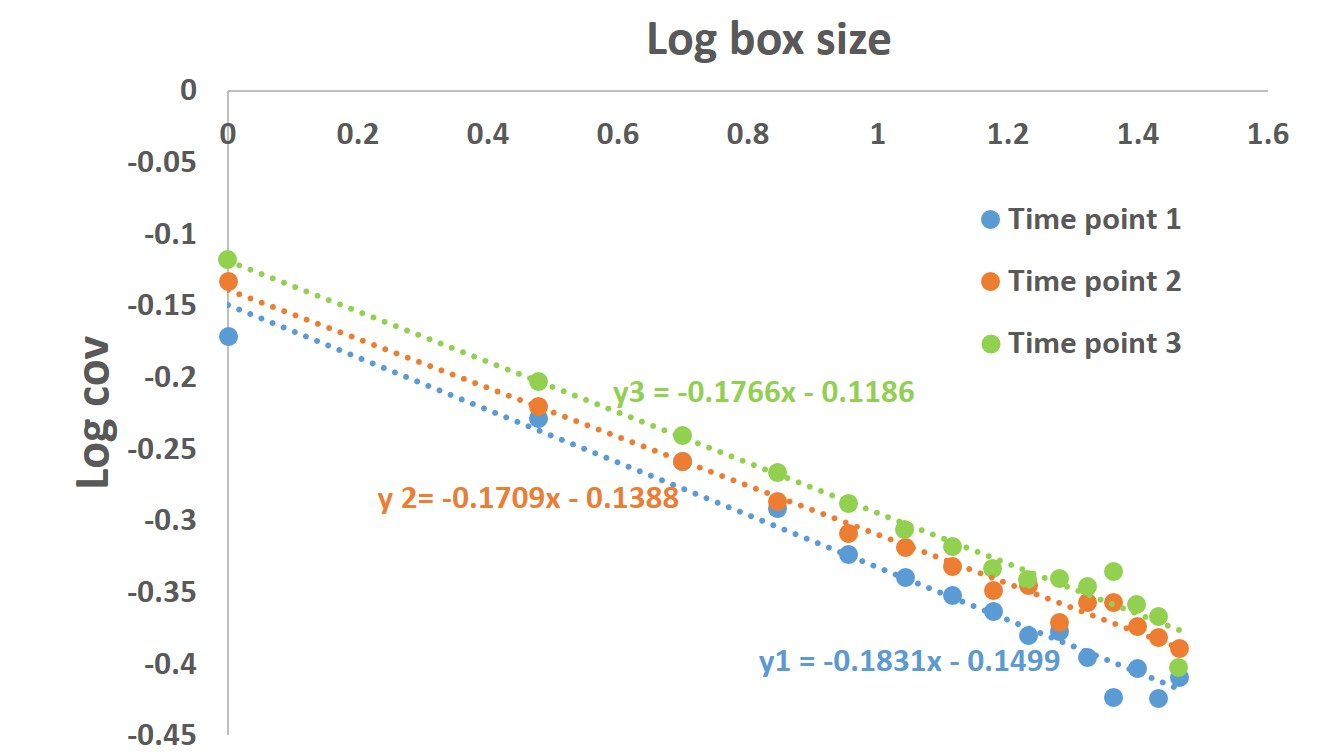 Log box size
0
0 0.2 0.4 0.6 0.8 1 1.2 1.4 1.6
-0.05
-0.1
-0.15
-0.2
-0.25
-0.3
-0.35
-0.4
-0.45
Log cov
Time point 1
Time point 2
Time point 3
y3 = -0.1766x - 0.1186
y 2= -0.1709x - 0.1388
y1 = -0.1831x - 0.1499